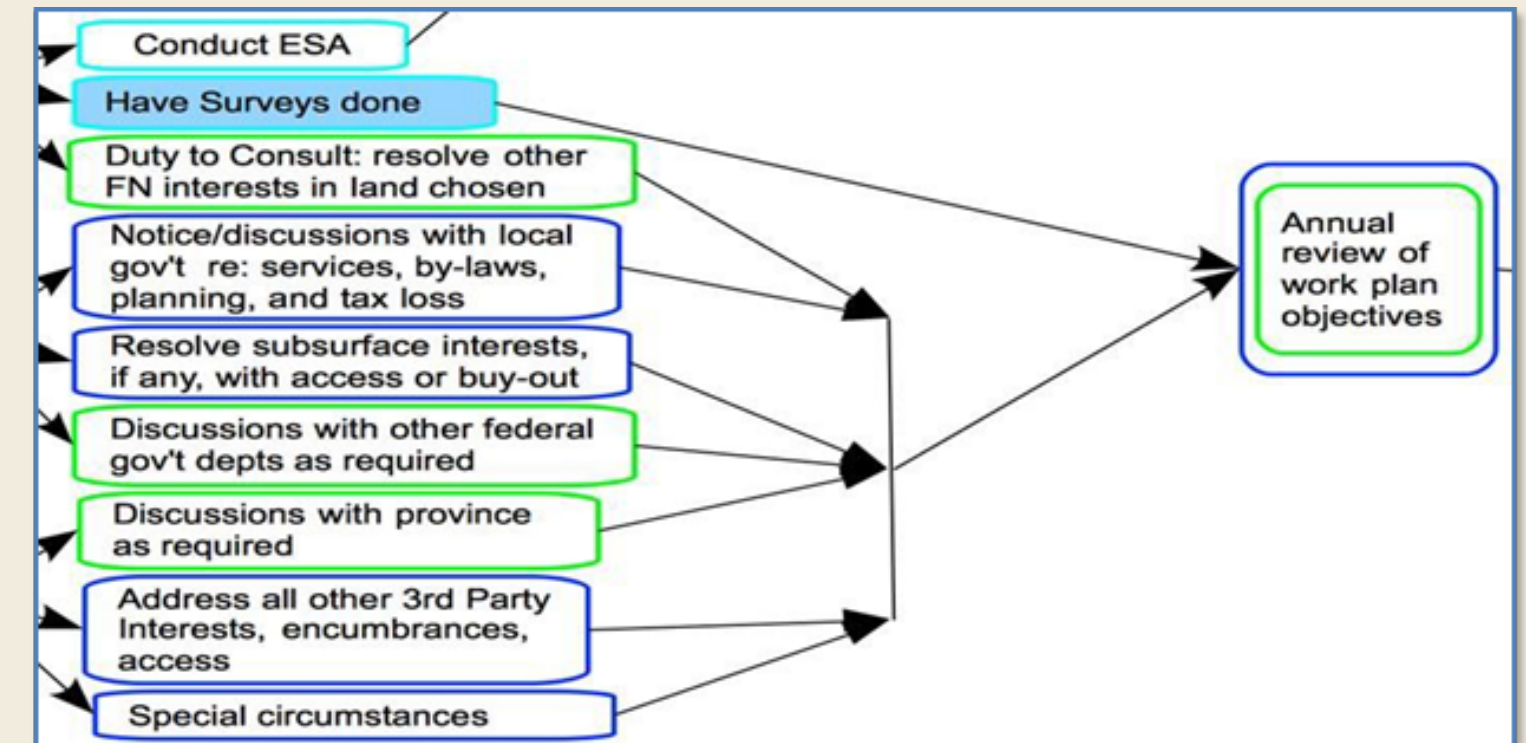 Conduct ESA
Have Surveys done
Duty to Consult: resolve other
FN interests in land chosen
Notice/discussions with local
gov't re: services, by-laws,
planning, and tax loss
Resolve subsurface interests,
if any, with access or buy-out
Discussions with other federal
gov't depts as required
Discussions with province
as required
Address all other 3rd Party
Interests, encumbrances,
access
Special circumstances
Annual
review of
work plan
objectives